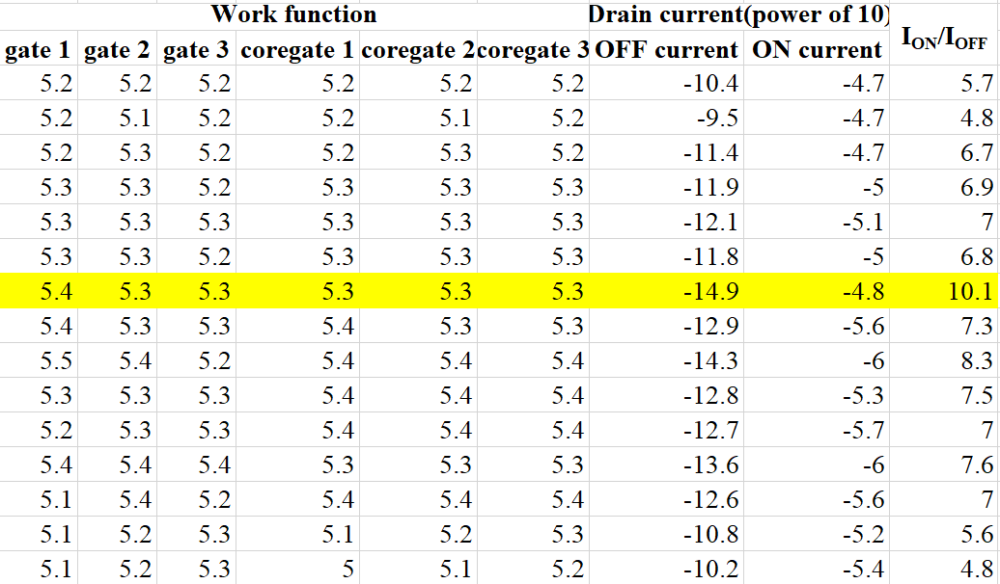 Work function Drain current(power of 10) I_ON/I_OFF
gate 1 gate 2 gate 3 coregate 1 coregate 2 coregate 3 OFF current ON current
5.2 5.2 5.2 5.2 5.2 5.2 -10.4 -4.7 5.7
5.2 5.1 5.2 5.2 5.1 5.2 -9.5 -4.7 4.8
5.2 5.3 5.2 5.2 5.3 5.2 -11.4 -4.7 6.7
5.3 5.3 5.2 5.3 5.3 5.3 -11.9 -5 6.9
5.3 5.3 5.3 5.3 5.3 5.3 -12.1 -5.1 7
5.3 5.3 5.2 5.3 5.3 5.3 -11.8 -5 6.8
5.4 5.3 5.3 5.3 5.3 5.3 -14.9 -4.8 10.1
5.4 5.3 5.3 5.4 5.3 5.3 -12.9 -5.6 7.3
5.5 5.4 5.2 5.4 5.4 5.4 -14.3 -6 8.3
5.3 5.3 5.3 5.4 5.4 5.4 -12.8 -5.3 7.5
5.2 5.3 5.3 5.4 5.4 5.4 -12.7 -5.7 7
5.4 5.4 5.4 5.3 5.3 5.3 -13.6 -6 7.6
5.1 5.4 5.2 5.4 5.4 5.4 -12.6 -5.6 7
5.1 5.2 5.3 5.1 5.2 5.3 -10.8 -5.2 5.6
5.1 5.2 5.3 5 5.1 5.2 -10.2 -5.4 4.8